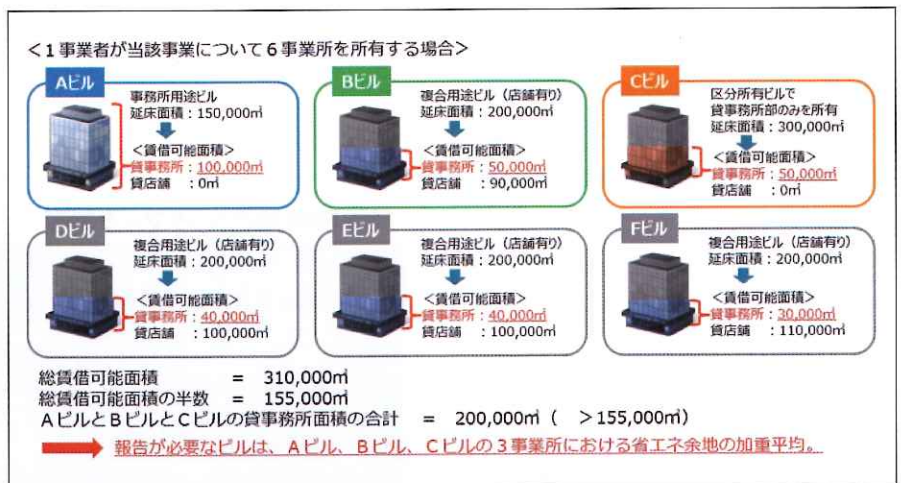 ＜１事業者が当該事業について６事業所を所有する場合＞
Aビル
事務所用途ビル
延床面積：150,000㎡
＜賃借可能面積＞
貸事務所：100,000㎡
貸店舗　：0㎡
Bビル
複合用途ビル（店舗有り）
延床面積：200,000㎡
＜賃借可能面積＞
貸事務所：50,000㎡
貸店舗　：90,000㎡
Cビル
区分所有ビルで
貸事務所部のみを所有
延床面積：300,000㎡
＜賃借可能面積＞
貸事務所：50,000㎡
貸店舗　：0㎡
Dビル
複合用途ビル（店舗有り）
延床面積：200,000㎡
＜賃借可能面積＞
貸事務所：40,000㎡
貸店舗　：100,000㎡
Eビル
複合用途ビル（店舗有り）
延床面積：200,000㎡
＜賃借可能面積＞
貸事務所：40,000㎡
貸店舗　：100,000㎡
Fビル
複合用途ビル（店舗有り）
延床面積：200,000㎡
＜賃借可能面積＞
貸事務所：30,000㎡
貸店舗　：110,000㎡
総賃借可能面積　　　＝　310,000㎡
総賃借可能面積の半数　＝　155,000㎡
ＡビルとＢビルとＣビルの貸事務所面積の合計　＝　200,000㎡（　＞155,000㎡）
報告が必要なビルは、Ａビル、Ｂビル、Ｃビルの３事業所における省エネ余地の加重平均。